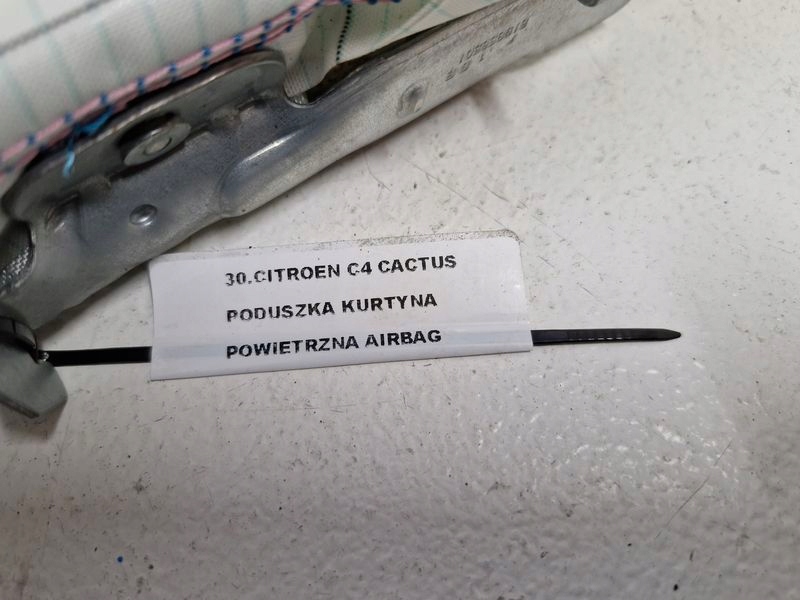 30.CITROEN C4 CACTUS
PODUSZKA KURTYNA
POWIETRZNA AIRBAG